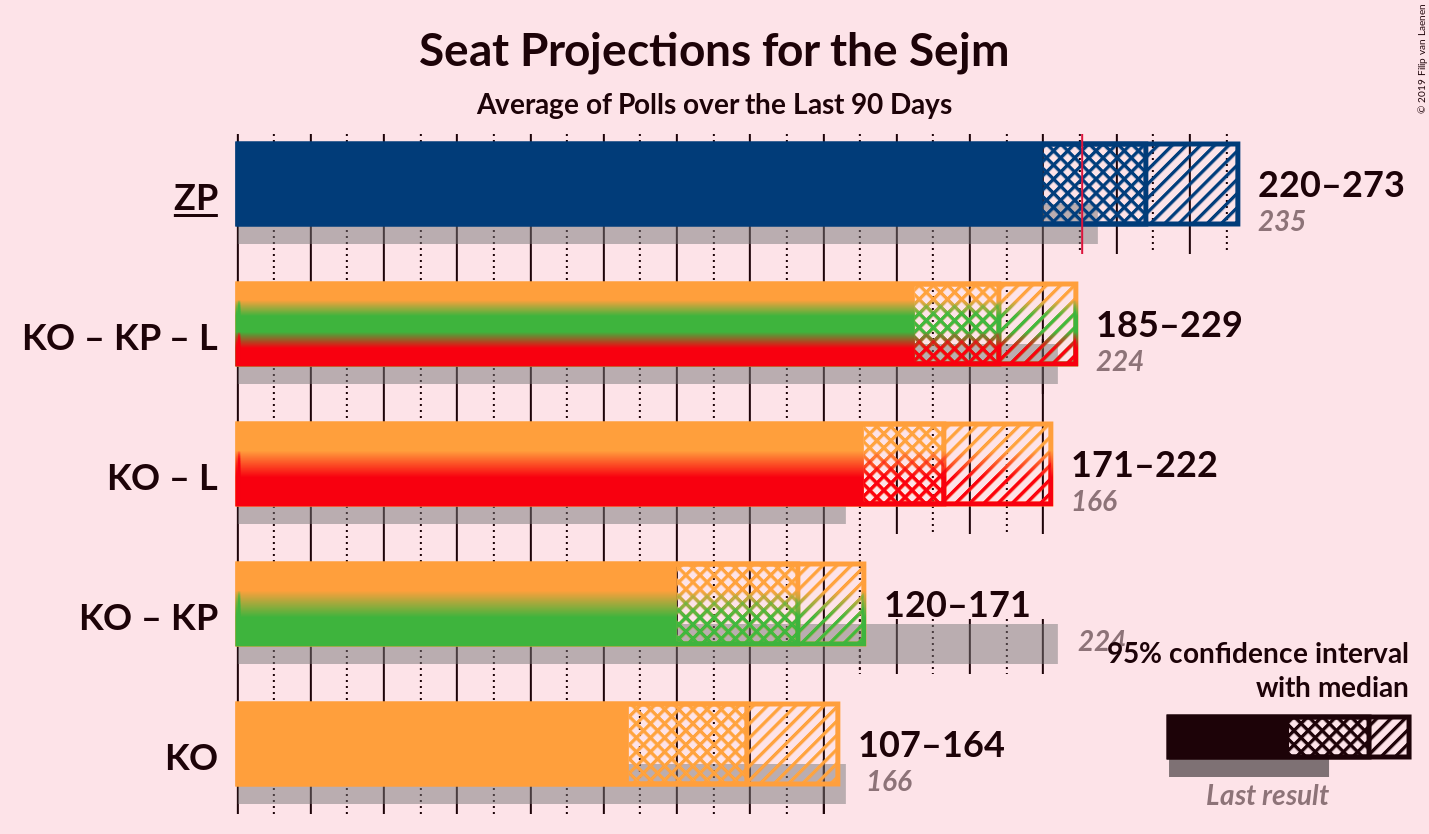 Seat Projections for the Sejm
Average of Polls over the Last 90 Days
© 2019 Filip van Laenen
ZP
220–273
235
KO – KP – L
185–229
224
KO – L
171–222
166
KO – KP
120–171
224
KO
107–164
166
95% confidence interval
with median
Last result